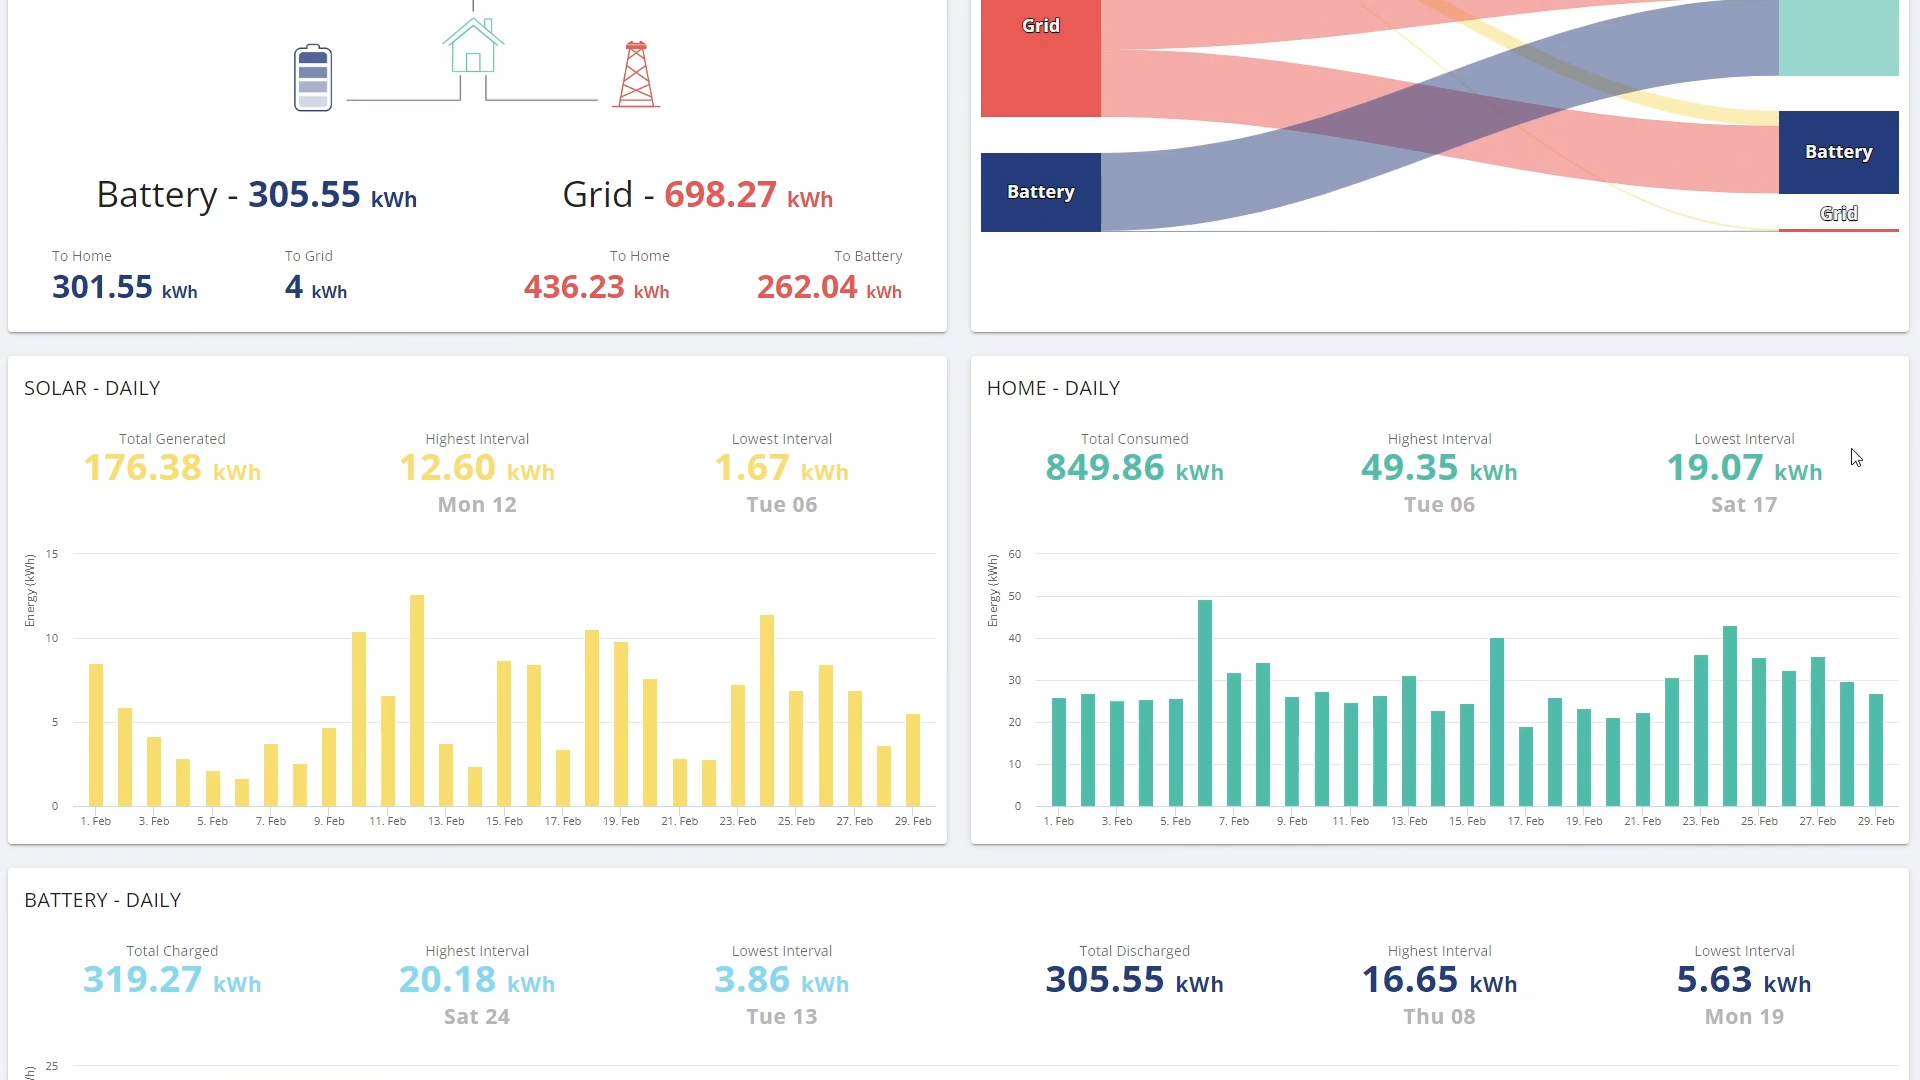 Battery - 305.55 kWh
Grid - 698.27 kWh
To Home
To Grid
To Home
To Battery
301.55 kWh
4 kWh
436.23 kWh
262.04 kWh
Grid
Battery
Battery
Grid
SOLAR - DAILY
Total Generated
Highest Interval
Lowest Interval
176.38 kWh
12.60 kWh
1.67 kWh
Mon 12
Tue 06
Energy (kWh)
15
10
5
0
1. Feb
3. Feb
5. Feb
7. Feb
9. Feb
11. Feb
13. Feb
15. Feb
17. Feb
19. Feb
21. Feb
23. Feb
25. Feb
27. Feb
29. Feb
HOME - DAILY
Total Consumed
Highest Interval
Lowest Interval
849.86 kWh
49.35 kWh
19.07 kWh
Tue 06
Sat 17
Energy (kWh)
60
50
40
30
20
10
0
1. Feb
3. Feb
5. Feb
7. Feb
9. Feb
11. Feb
13. Feb
15. Feb
17. Feb
19. Feb
21. Feb
23. Feb
25. Feb
27. Feb
29. Feb
BATTERY - DAILY
Total Charged
Highest Interval
Lowest Interval
Total Discharged
Highest Interval
Lowest Interval
319.27 kWh
20.18 kWh
3.86 kWh
305.55 kWh
16.65 kWh
5.63 kWh
Sat 24
Tue 13
Thu 08
Mon 19
25